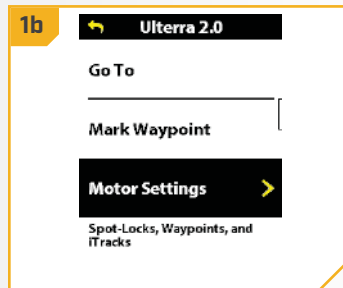 1b
Ulterra 2.0
Go To
Mark Waypoint
Motor Settings
Spot-Locks, Waypoints, and
iTracks